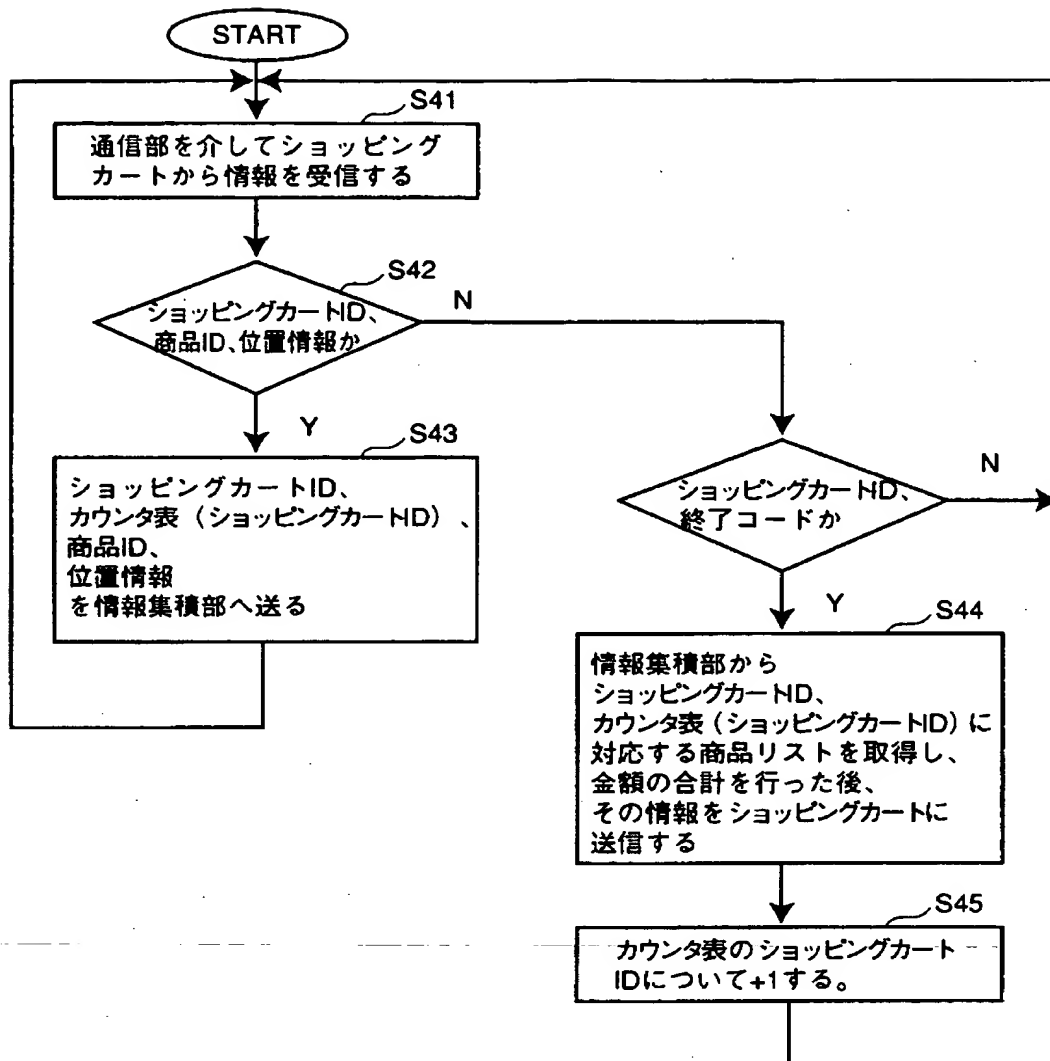 START
S41
通信部を介してショッピング
カートから情報を受信する
S42
ショッピングカートID、
商品ID、位置情報か
N
Y
S43
ショッピングカートID、
カウンタ表（ショッピングカートID）、
商品ID、
位置情報
を情報集積部へ送る
ショッピングカートID、
終了コードか
N
Y
S44
情報集積部から
ショッピングカートID、
カウンタ表（ショッピングカートID）に
対応する商品リストを取得し、
金額の合計を行った後、
その情報をショッピングカートに
送信する
S45
カウンタ表のショッピングカート
IDについて+1する。